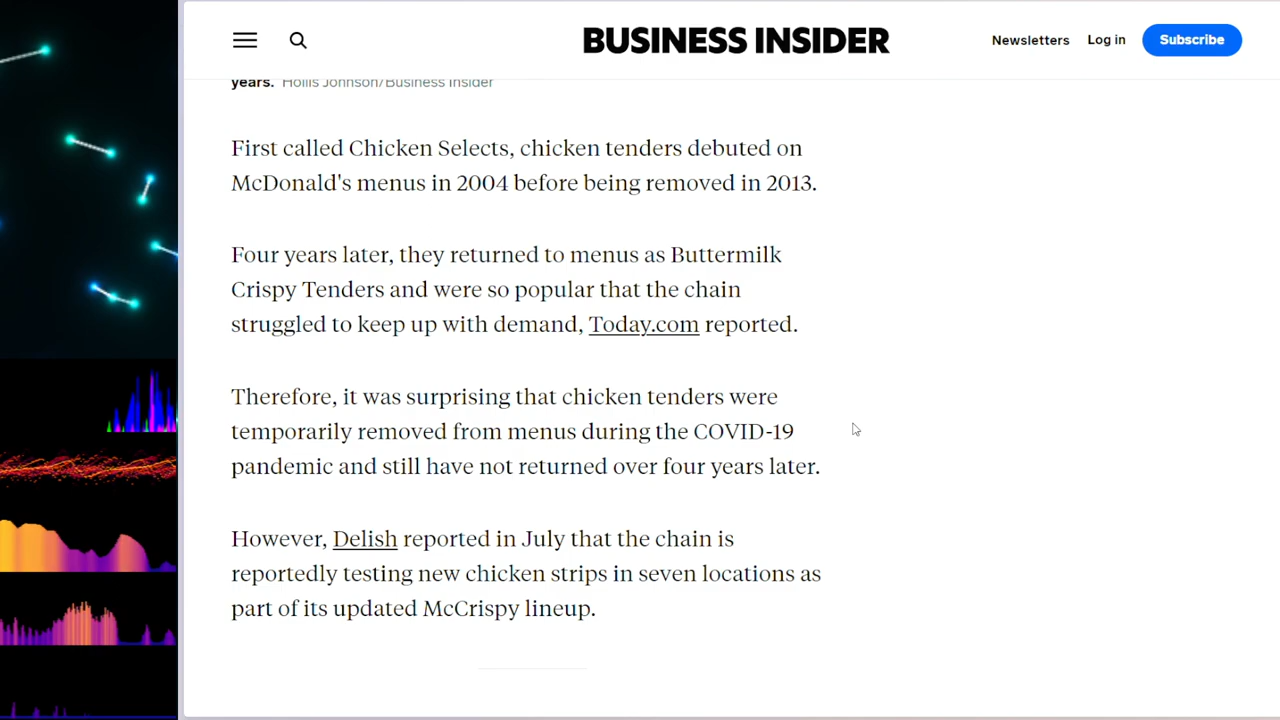 BUSINESS INSIDER
Newsletters
Log in
Subscribe
years. Hollis Johnson/Business Insider
First called Chicken Selects, chicken tenders debuted on
McDonald's menus in 2004 before being removed in 2013.
Four years later, they returned to menus as Buttermilk
Crispy Tenders and were so popular that the chain
struggled to keep up with demand, Today.com reported.
Therefore, it was surprising that chicken tenders were
temporarily removed from menus during the COVID-19
pandemic and still have not returned over four years later.
However, Delish reported in July that the chain is
reportedly testing new chicken strips in seven locations as
part of its updated McCrispy lineup.